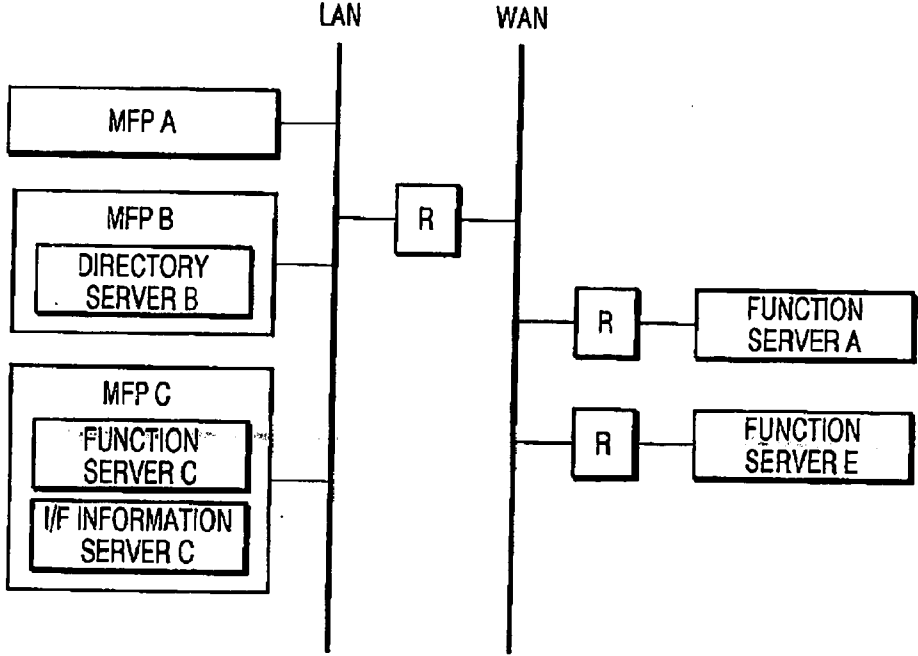 LAN
WAN
MFP A
MFP B
DIRECTORY
SERVER B
MFP C
FUNCTION
SERVER C
I/F INFORMATION
SERVER C
R
R
FUNCTION
SERVER A
R
FUNCTION
SERVER E